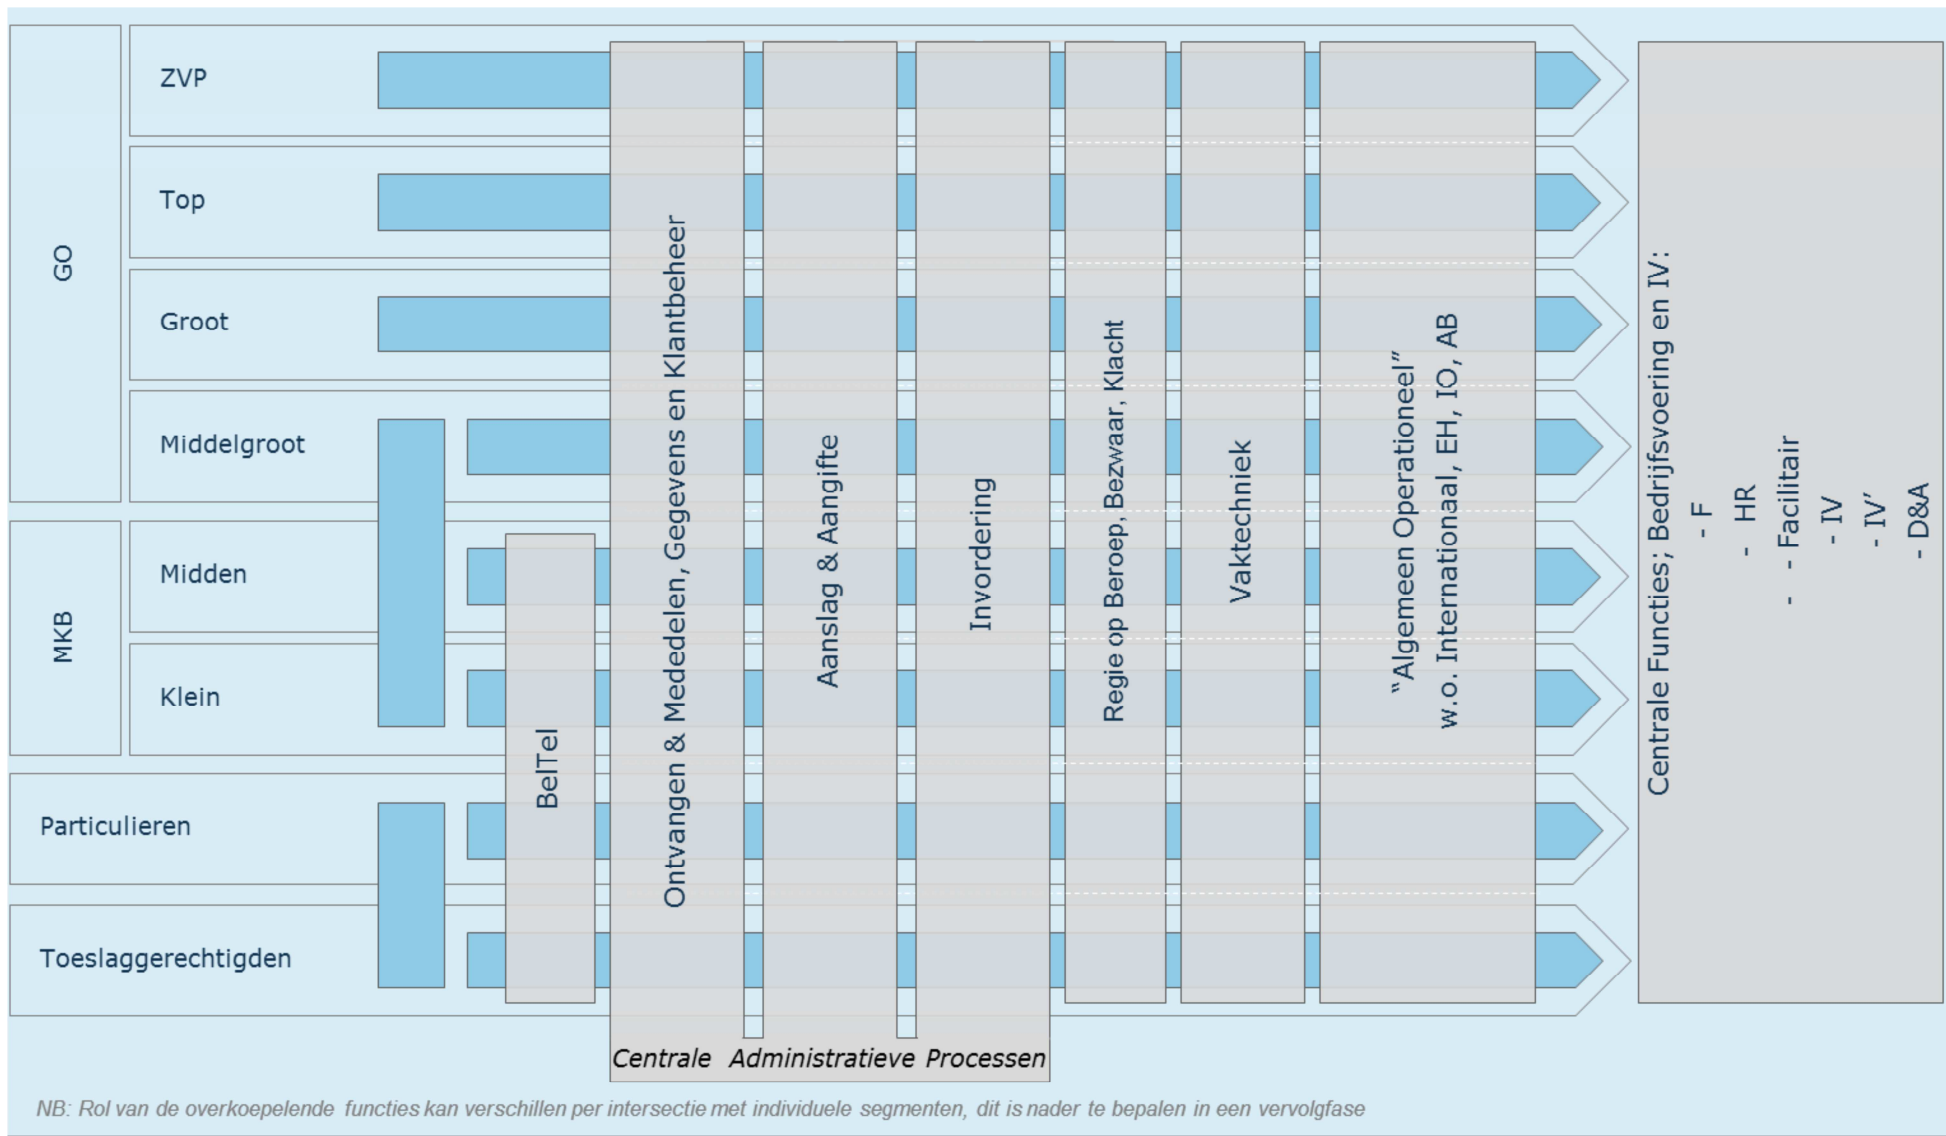 GO
ZVP
Top
Groot
Middelgroot
MKB
Midden
Klein
Particulieren
Toeslaggerechtigden
BelTel
Ontvangen & Mededelen, Gegevens en Klantbeheer
Aanslag & Aangifte
Invordering
Centrale Administratieve Processen
Regie op Beroep, Bezwaar, Klacht
Vaktechniek
“Algemeen Operationeel”
w.o. Internationaal, EH, IO, AB
Centrale Functies; Bedrijfsvoering en IV:
- F
- HR
- - Facilitair
- IV
- IV’
- D&A
NB: Rol van de overkoepelende functies kan verschillen per intersectie met individuele segmenten, dit is nader te bepalen in een vervolgfase